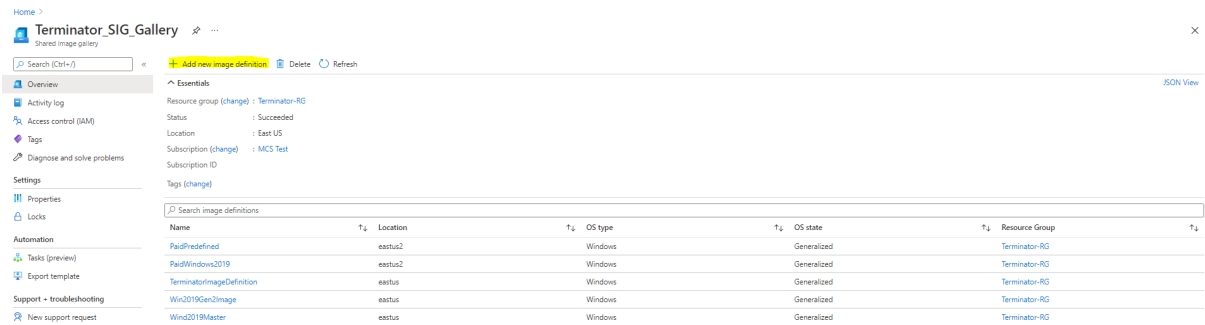 Home >
Terminator_SIG_Gallery ...
Shared image gallery
Search (Ctrl+/) «
Overview
Activity log
Access control (IAM)
Tags
Diagnose and solve problems
Settings
Properties
Locks
Automation
Tasks (preview)
Export template
Support + troubleshooting
New support request
+ Add new image definition Delete Refresh
Essentials JSON View
Resource group (change) : Terminator-RG
Status : Succeeded
Location : East US
Subscription (change) : MCS Test
Subscription ID
Tags (change)
Search image definitions
Name ↑↓ Location ↑↓ OS type ↑↓ OS state ↑↓ Resource Group ↑↓
PaidPredefined eastus2 Windows Generalized Terminator-RG
PaidWindows2019 eastus2 Windows Generalized Terminator-RG
TerminatorImageDefinition eastus Windows Generalized Terminator-RG
Win2019Gen2Image eastus Windows Generalized Terminator-RG
Wind2019Master eastus Windows Generalized Terminator-RG